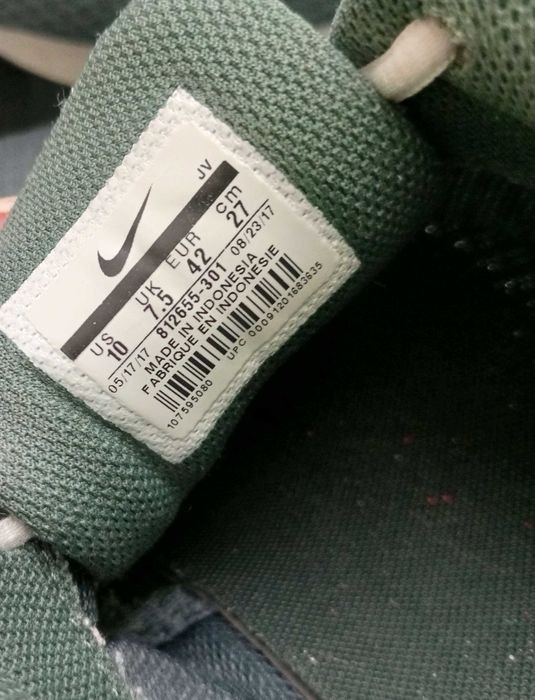 JV
US UK EUR cm
10 7.5 42 27
05/17/17 812655-301 08/23/17
MADE IN INDONESIA
FABRIQUE EN INDONESIE
107595080 UPC 00091201683835